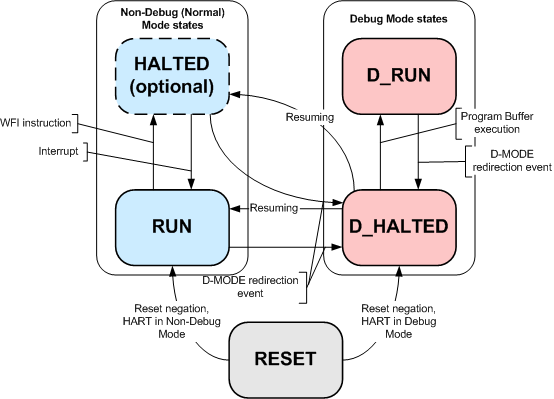 Non-Debug (Normal)
Mode states
Debug Mode states
HALTED
(optional)
D_RUN
Resuming
WFI instruction
Program Buffer
execution
Interrupt
D-MODE
redirection event
RUN
Resuming
D_HALTED
D-MODE redirection
event
Reset negation,
HART in Non-Debug
Mode
Reset negation,
HART in Debug
Mode
RESET